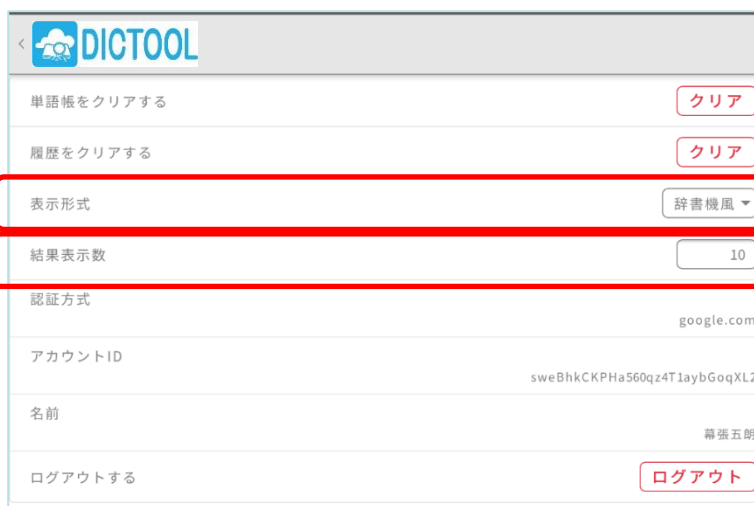 DICTOOL
単語帳をクリアする クリア
履歴をクリアする クリア
表示形式 辞書機風
結果表示数 10
認証方式
google.com
アカウントID
sweBhkCKPHa560qz4T1aybGoqXL2
名前
幕張五朗
ログアウトする ログアウト